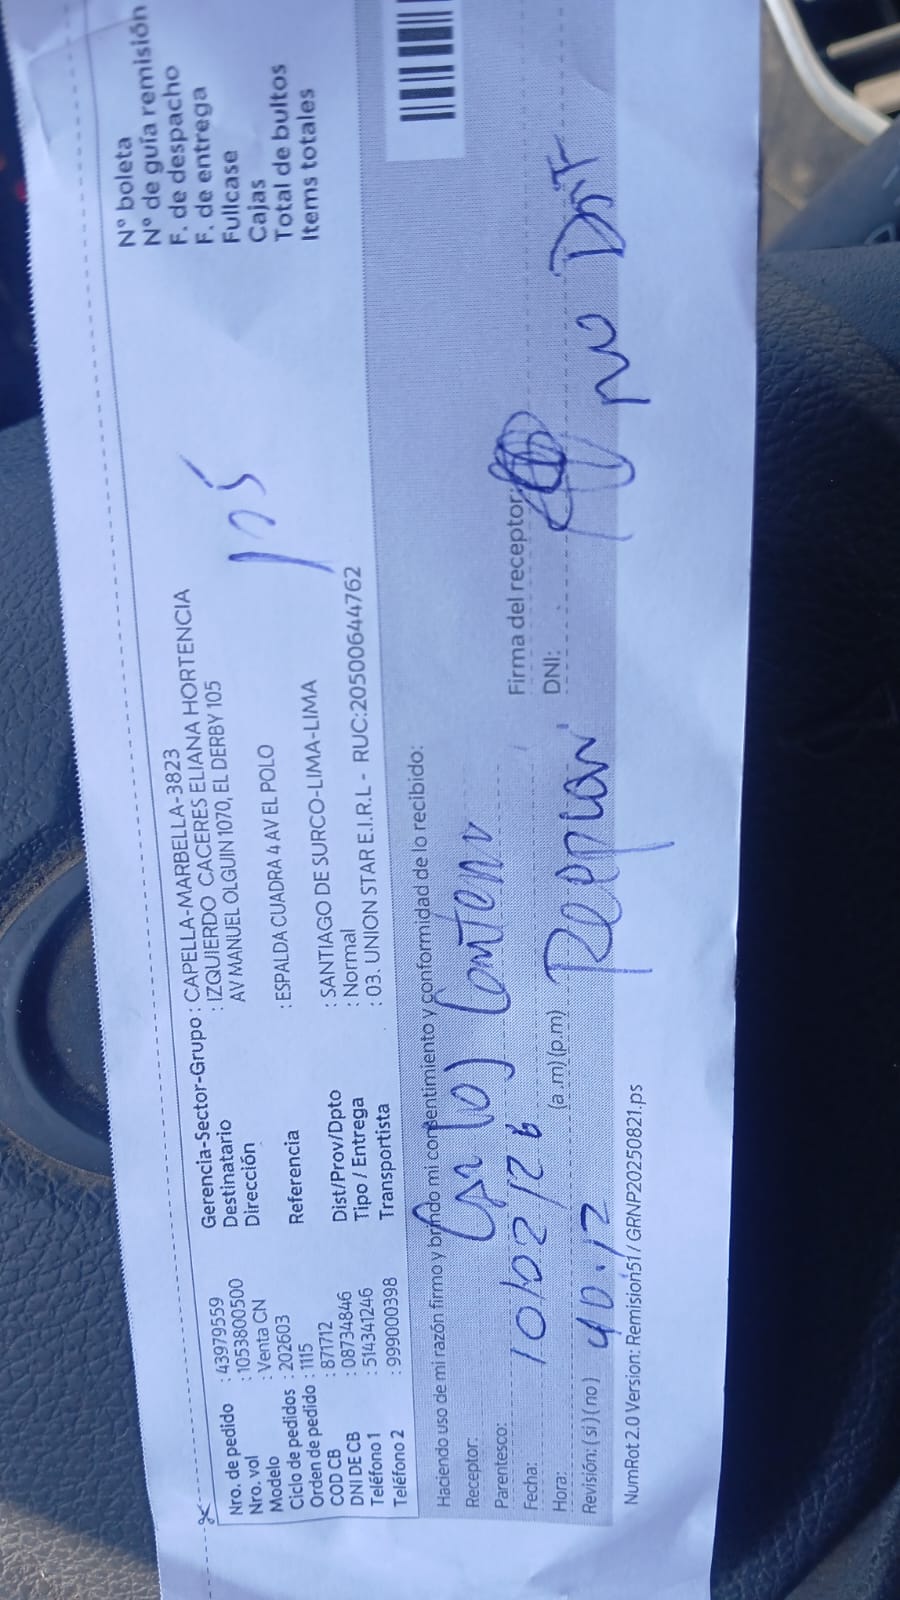 Nro. de pedido : 43979559
Nro. vol : 1053800500
Modelo : Venta CN
Ciclo de pedidos : 202603
Orden de pedido : 1115
COD CB : 871712
DNI DE CB : 08734846
Teléfono 1 : 514341246
Teléfono 2 : 999000398
Gerencia-Sector-Grupo : CAPELLA-MARBELLA-3823
Destinatario : IZQUIERDO CACERES ELIANA HORTENCIA
Dirección AV MANUEL OLGUIN 1070, EL DERBY 105
Referencia : ESPALDA CUADRA 4 AV EL POLO
Dist/Prov/Dpto : SANTIAGO DE SURCO-LIMA-LIMA
Tipo / Entrega : Normal
Transportista : 03. UNION STAR E.I.R.L - RUC:20500644762
N° boleta
N° de guía remisión
F. de despacho
F. de entrega
Fullcase
Cajas
Total de bultos
Items totales
Haciendo uso de mi razón firmo y brindo mi consentimiento y conformidad de lo recibido:
Receptor:
Parentesco:
Fecha: 10/02/26
Hora: (a.m) (p.m)
Revisión: ( si ) ( no )
Firma del receptor:
DNI:
no DNI
NumRot 2.0 Version: Remision51 / GRNP20250821.ps